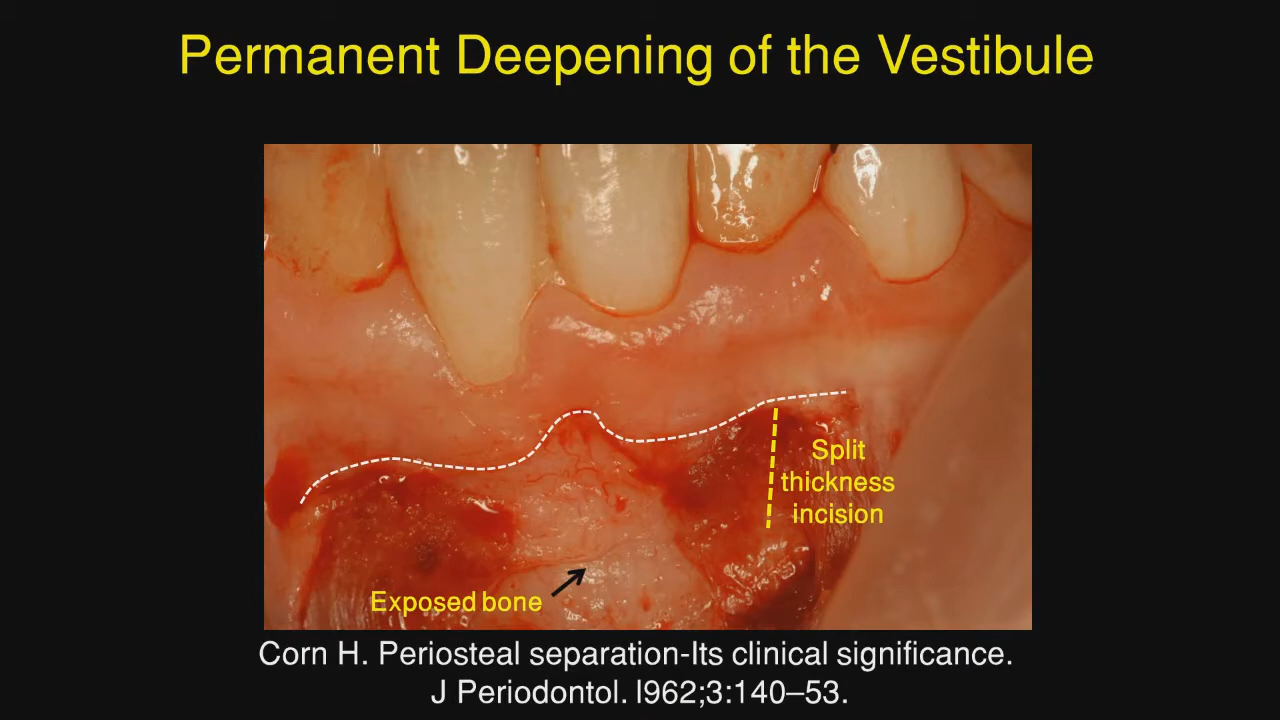 Permanent Deepening of the Vestibule
Split
thickness
incision
Exposed bone
Corn H. Periosteal separation-Its clinical significance.
J Periodontol. l962;3:140–53.